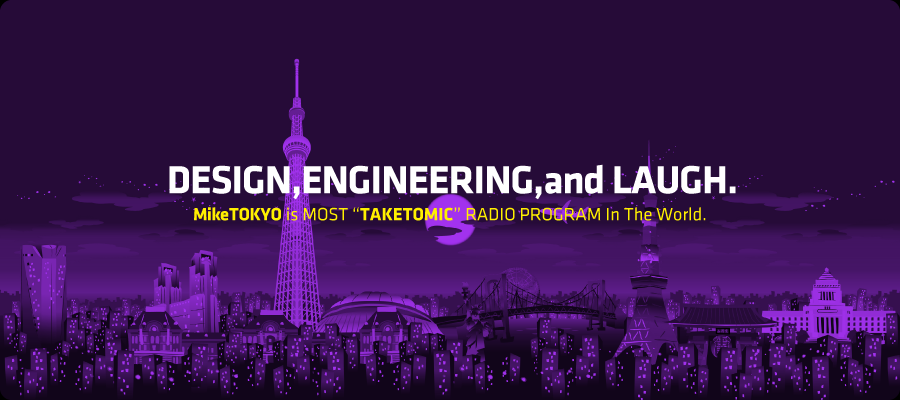 DESIGN,ENGINEERING,and LAUGH.
MikeTOKYO is MOST “TAKETOMIC” RADIO PROGRAM In The World.